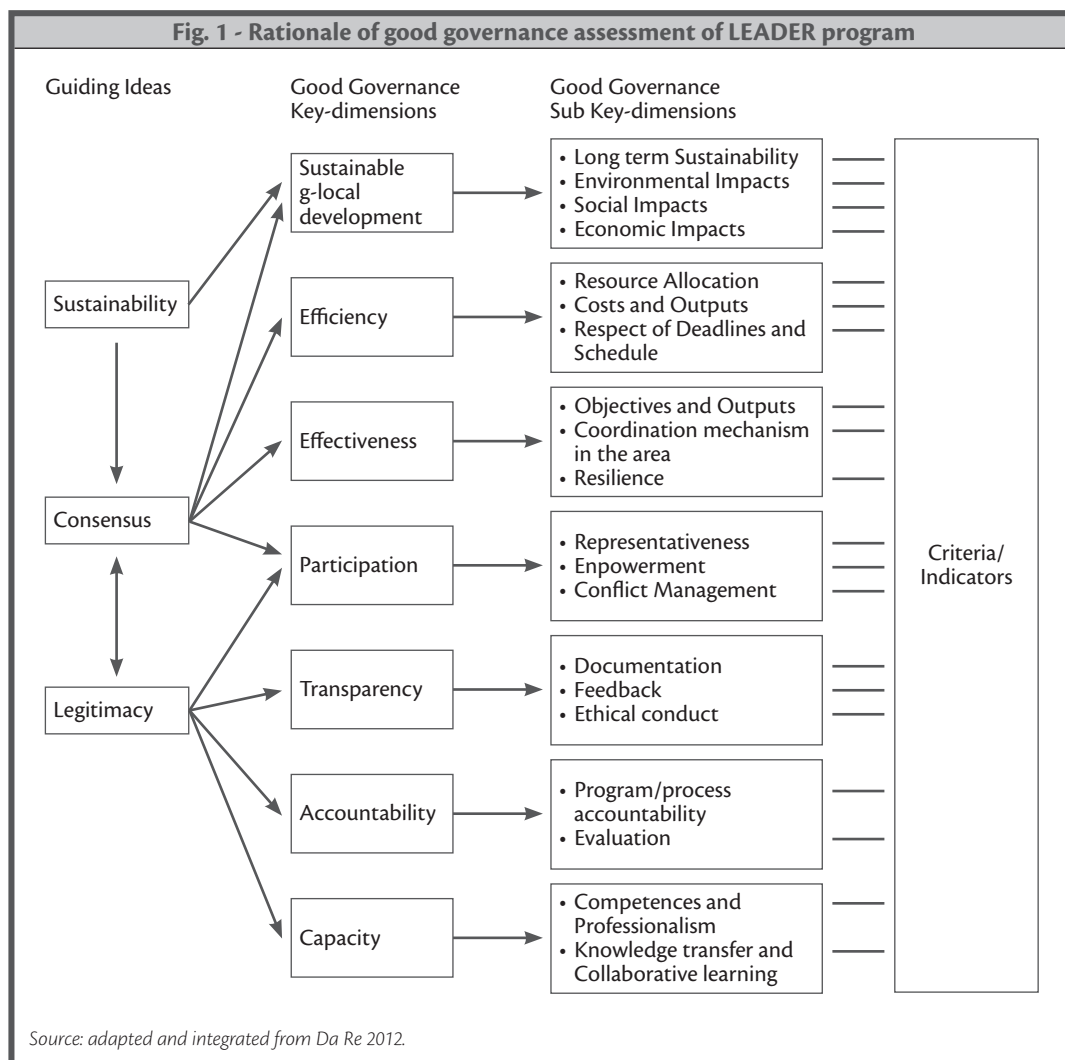 Fig. 1 - Rationale of good governance assessment of LEADER program
Guiding Ideas
Good Governance
Key-dimensions
Good Governance
Sub Key-dimensions
Sustainability
Consensus
Legitimacy
Sustainable
g-local
development
Efficiency
Effectiveness
Participation
Transparency
Accountability
Capacity
• Long term Sustainability
• Environmental Impacts
• Social Impacts
• Economic Impacts
• Resource Allocation
• Costs and Outputs
• Respect of Deadlines and
Schedule
• Objectives and Outputs
• Coordination mechanism
in the area
• Resilience
• Representativeness
• Enpowerment
• Conflict Management
• Documentation
• Feedback
• Ethical conduct
• Program/process
accountability
• Evaluation
• Competences and
Professionalism
• Knowledge transfer and
Collaborative learning
Criteria/
Indicators
Source: adapted and integrated from Da Re 2012.